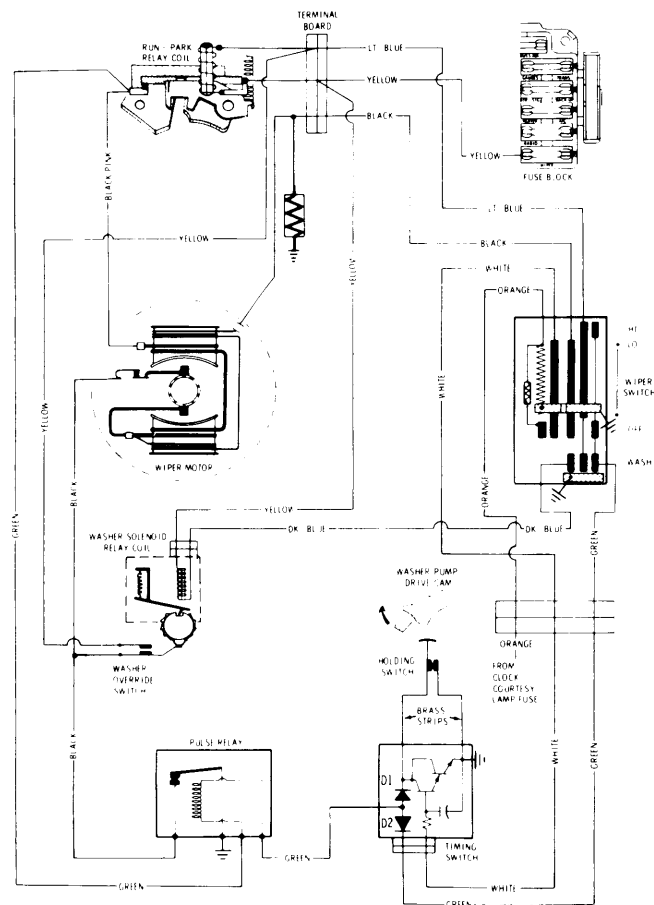 TERMINAL
BOARD
RUN - PARK
RELAY COIL
LT BLUE
YELLOW
BLACK
YELLOW
FUSE BLOCK
BLACK-PINK
LT BLUE
YELLOW
BLACK
WHITE
YELLOW
ORANGE
HI
LO
WIPER
SWITCH
OFF
WASH
YELLOW
WIPER MOTOR
BLACK
ORANGE
GREEN
YELLOW
DK BLUE
DK BLUE
GREEN
WASHER SOLENOID
RELAY COIL
WASHER PUMP
DRIVE CAM
ORANGE
HOLDING
SWITCH
FROM
CLOCK
COURTESY
LAMP FUSE
WASHER
OVERRIDE
SWITCH
BRASS
STRIPS
BLACK
PULSE RELAY
WHITE
GREEN
D1
D2
GREEN
TIMING
SWITCH
GREEN
WHITE
GREEN